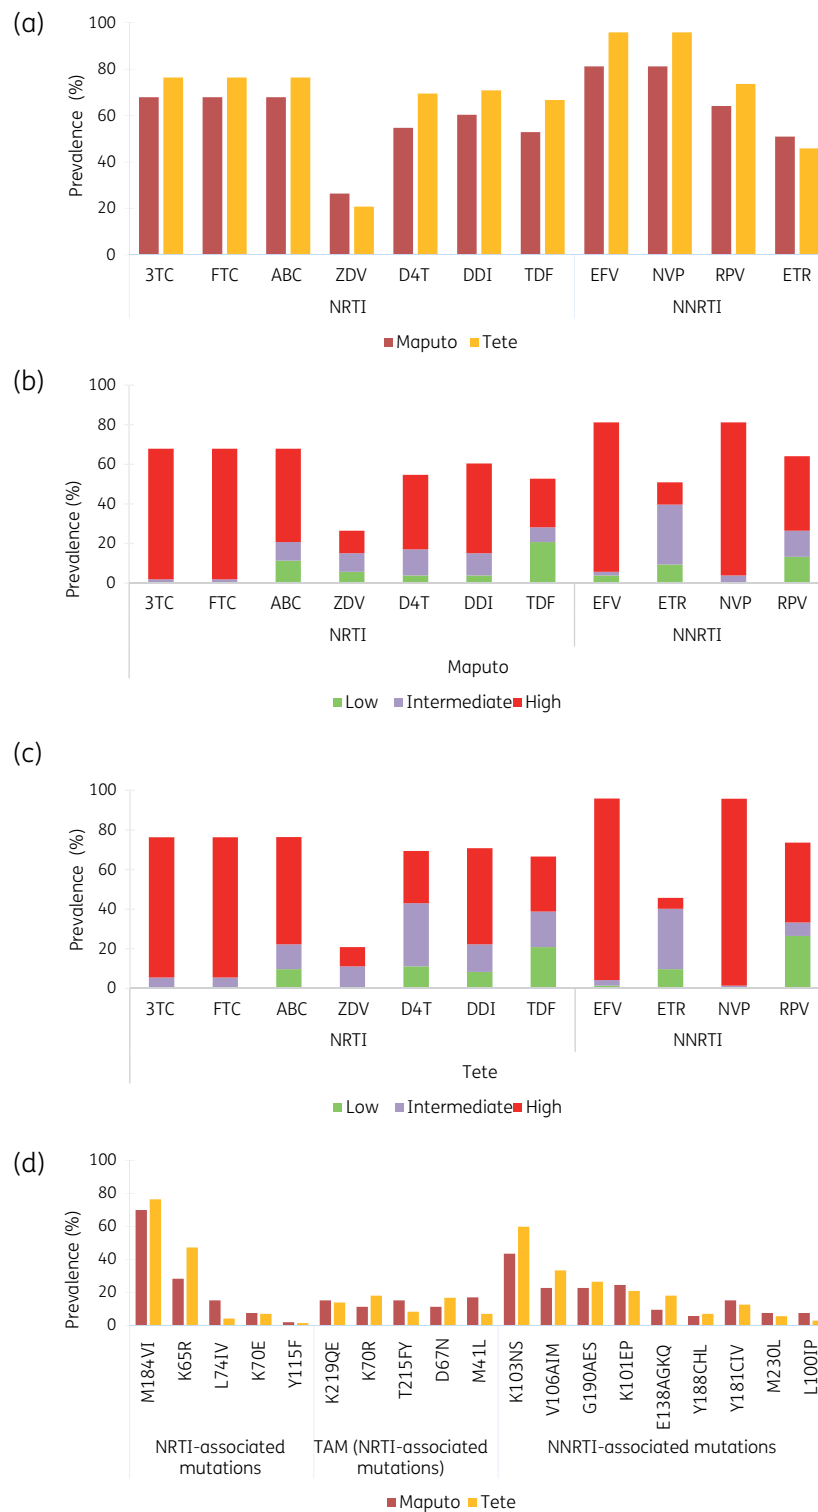 (a)
100
80
60
40
20
0
Prevalence (%)
3TC FTC ABC ZDV D4T DDI TDF EFV NVP RPV ETR
NRTI NNRTI
Maputo Tete
(b)
100
80
60
40
20
0
Prevalence (%)
3TC FTC ABC ZDV D4T DDI TDF EFV ETR NVP RPV
NRTI NNRTI
Maputo
Low Intermediate High
(c)
100
80
60
40
20
0
Prevalence (%)
3TC FTC ABC ZDV D4T DDI TDF EFV ETR NVP RPV
NRTI NNRTI
Tete
Low Intermediate High
(d)
100
80
60
40
20
0
Prevalence (%)
M184VI
K65R
L74IV
K70E
Y115F
K219QE
K70R
T215FY
D67N
M41L
K103NS
V106AIM
G190AES
K101EP
E138AGKQ
Y188CHL
Y181CIV
M230L
L100IP
NRTI-associated TAM (NRTI-associated NNRTI-associated mutations
mutations mutations)
Maputo Tete